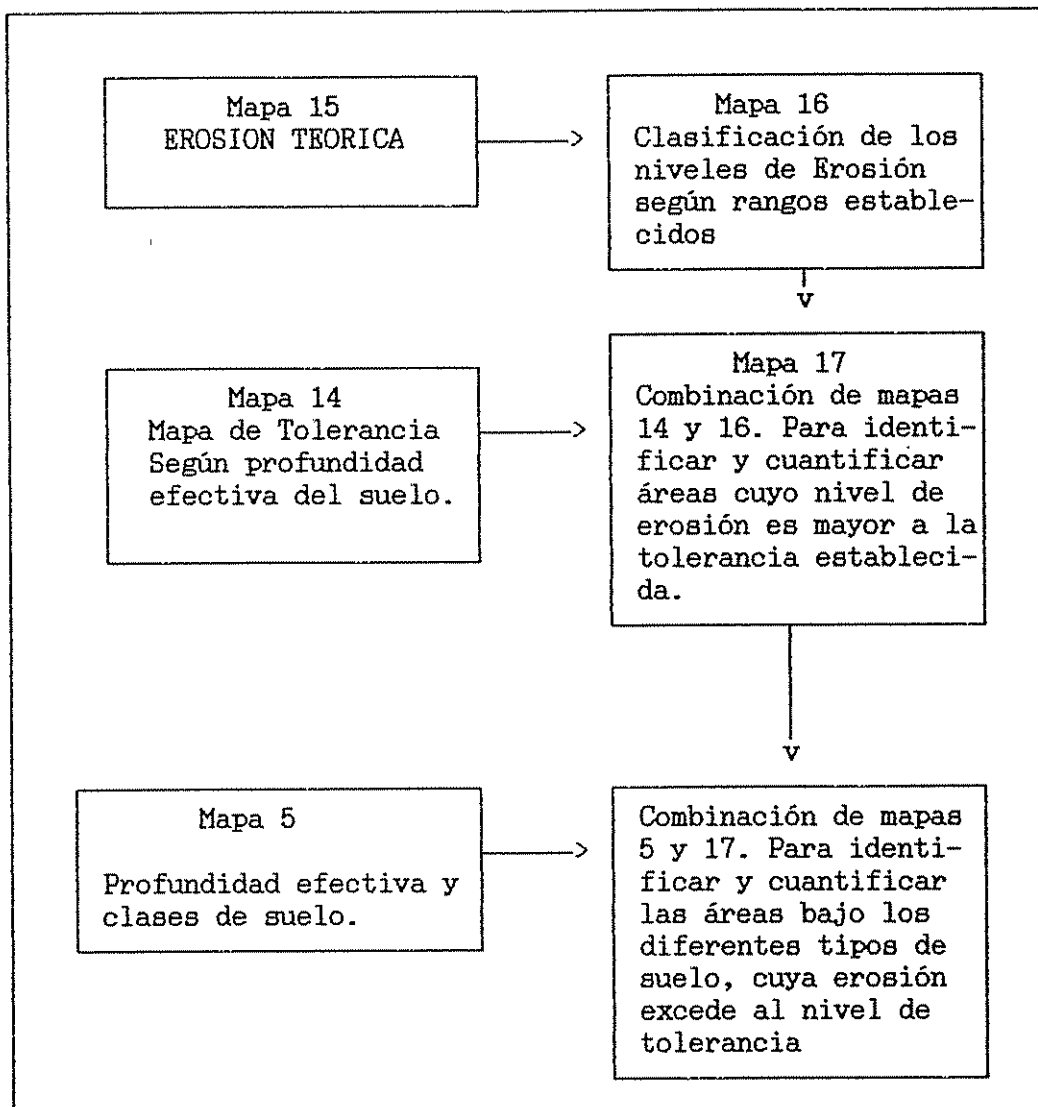 Mapa 15
EROSION TEORICA
Mapa 16
Clasificación de los
niveles de Erosión
según rangos estable-
cidos
Mapa 14
Mapa de Tolerancia
Según profundidad
efectiva del suelo.
Mapa 17
Combinación de mapas
14 y 16. Para identi-
ficar y cuantificar
áreas cuyo nivel de
erosión es mayor a la
tolerancia estableci-
da.
Mapa 5
Profundidad efectiva y
clases de suelo.
Combinación de mapas
5 y 17. Para identi-
ficar y cuantificar
las áreas bajo los
diferentes tipos de
suelo, cuya erosión
excede al nivel de
tolerancia